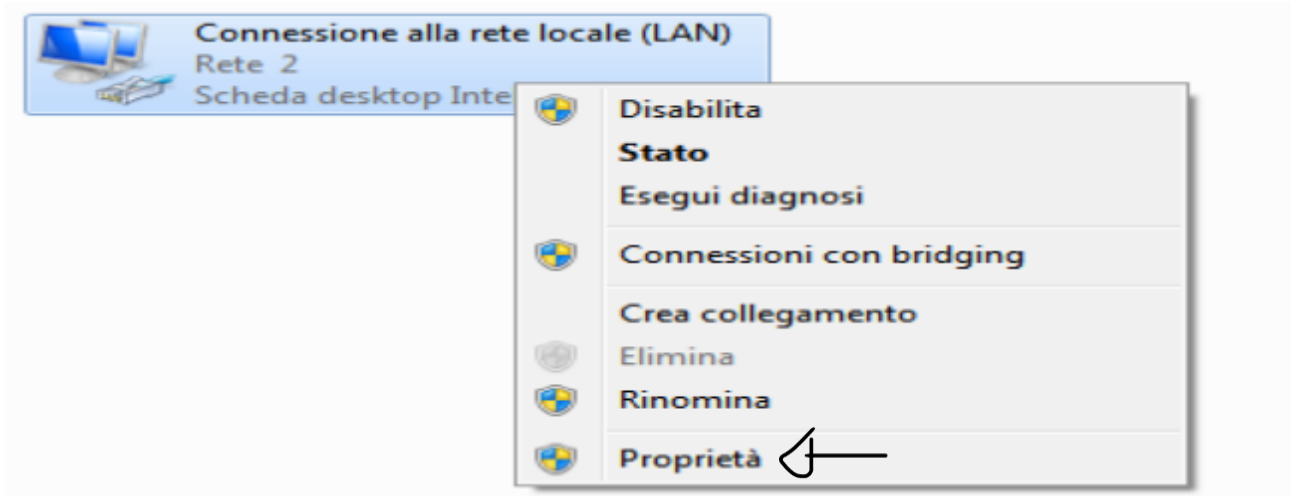 Connessione alla rete locale (LAN)
Rete 2
Scheda desktop Inte
Disabilita
Stato
Esegui diagnosi
Connessioni con bridging
Crea collegamento
Elimina
Rinomina
Proprietà